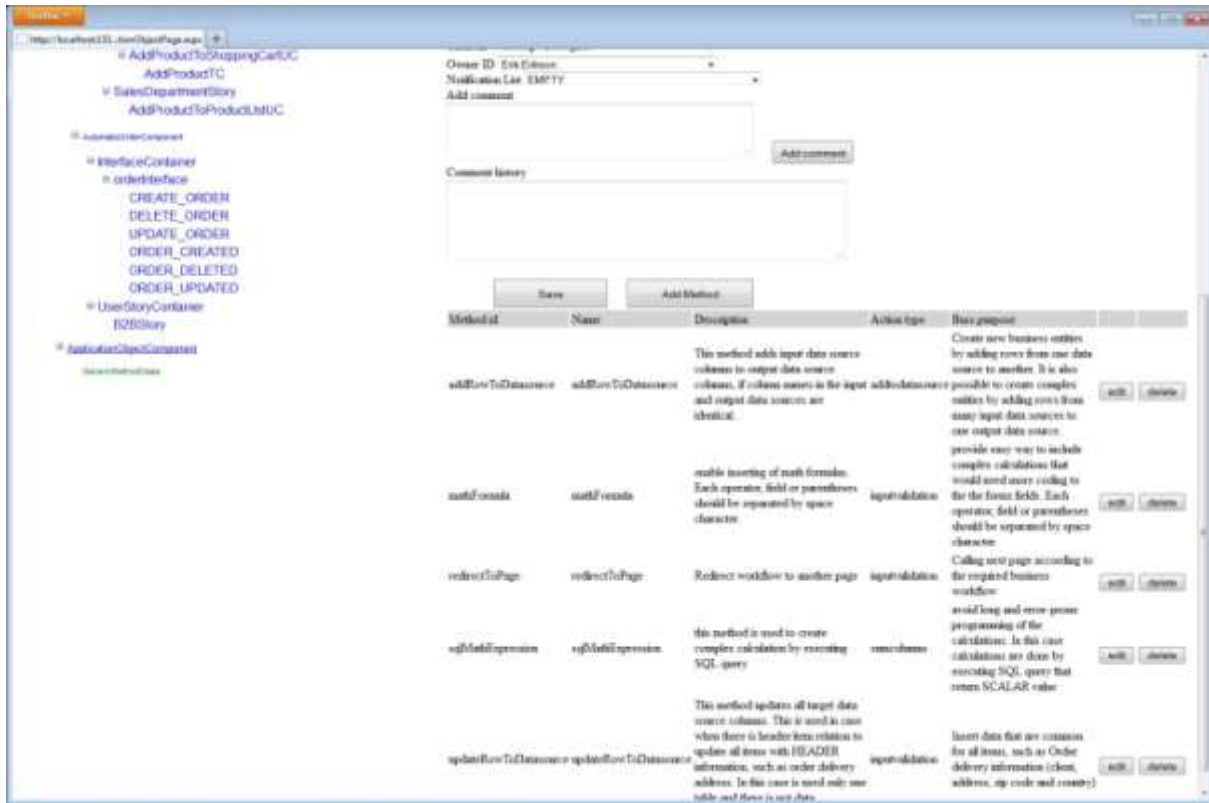 Firefox
AddProductToShoppingCartUC
AddProductTC
SalesDepartmentStory
AddProductToProductListUC
InterfaceContainer
orderInterface
CREATE_ORDER
DELETE_ORDER
UPDATE_ORDER
ORDER_CREATED
ORDER_DELETED
ORDER_UPDATED
UserStoryContainer
B2BStory
ApplicationObjectComponent
Owner ID
Notification List EMPTY
Add comment
Add comment
Comment history
Save Add Method
Method id Name Description Action type Base purpose
addRowToDatasource addRowToDatasource This method adds input data source
columns to output data source
columns, if column names in the input
and output data sources are
identical.
addtodatasource
Create new business entities
by adding rows from one data
source to another. It is also
possible to create complex
entities by adding rows from
many input data sources to
one output data source.
edit delete
mathFormula mathFormula enable inserting of math formulas.
Each operator, field or parentheses
should be separated by space
character
inputvalidation
provide easy way to include
complex calculations that
would need more coding to
the the forms fields. Each
operator, field or parentheses
should be separated by space
character
edit delete
redirectToPage redirectToPage Redirect workflow to another page inputvalidation
Calling next page according to
the required business
workflow
edit delete
sqlMathExpression sqlMathExpression this method is used to create
complex calculation by executing
SQL query
avoid long and error-prone
programming of the
calculations. In this case
calculations are done by
executing SQL query that
return SCALAR value
edit delete
updateRowToDatasource updateRowToDatasource This method updates all target data
source columns. This is used in case
when there is header item relation to
update all items with HEADER
information, such as order delivery
address. In this case is used only one
table and there is not data
inputvalidation
Insert data that are common
for all items, such as Order
delivery information (client,
address, zip code and country)
edit delete